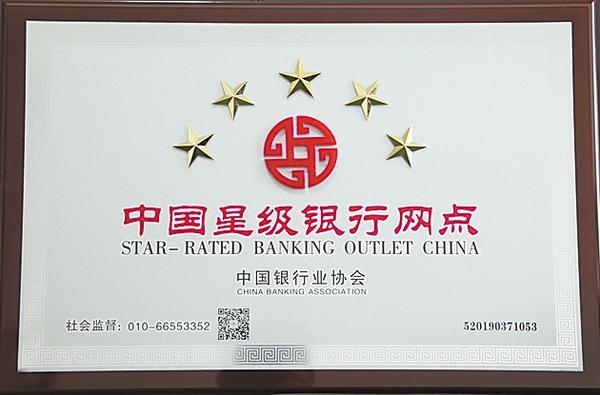 中国星级银行网点
STAR-RATED BANKING OUTLET CHINA
中国银行业协会
CHINA BANKING ASSOCIATION
社会监督：010-66553352
520190371053